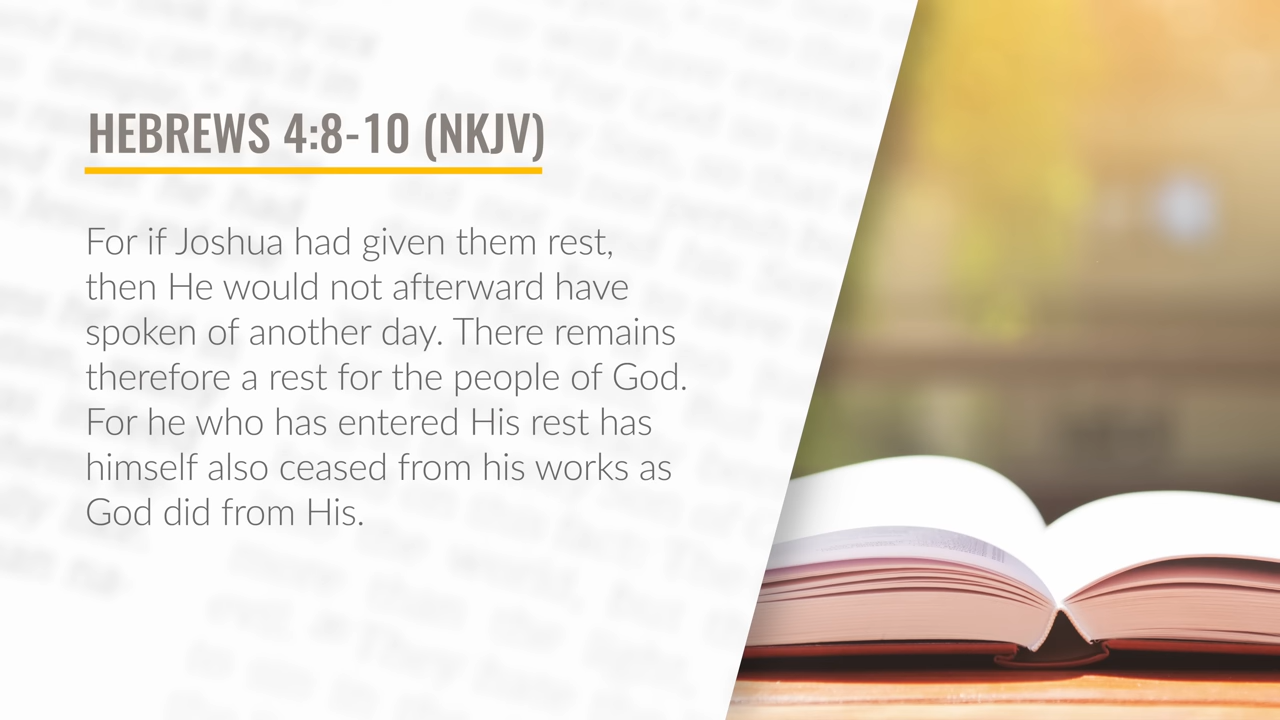 HEBREWS 4:8-10 (NKJV)
For if Joshua had given them rest,
then He would not afterward have
spoken of another day. There remains
therefore a rest for the people of God.
For he who has entered His rest has
himself also ceased from his works as
God did from His.